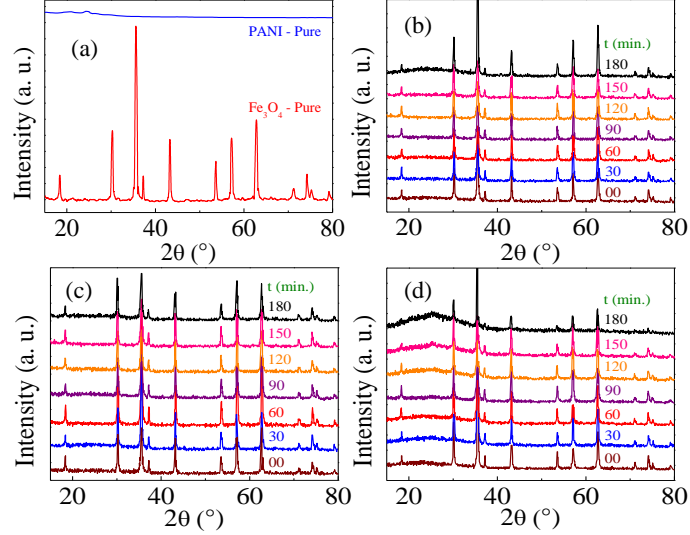 (a)
PANI - Pure
Fe₃O₄ - Pure
Intensity (a. u.)
20 40 60 80
2θ (°)
(b)
t (min.)
180
150
120
90
60
30
00
Intensity (a. u.)
20 40 60 80
2θ (°)
(c)
t (min.)
180
150
120
90
60
30
00
Intensity (a. u.)
20 40 60 80
2θ (°)
(d)
t (min.)
180
150
120
90
60
30
00
Intensity (a. u.)
20 40 60 80
2θ (°)